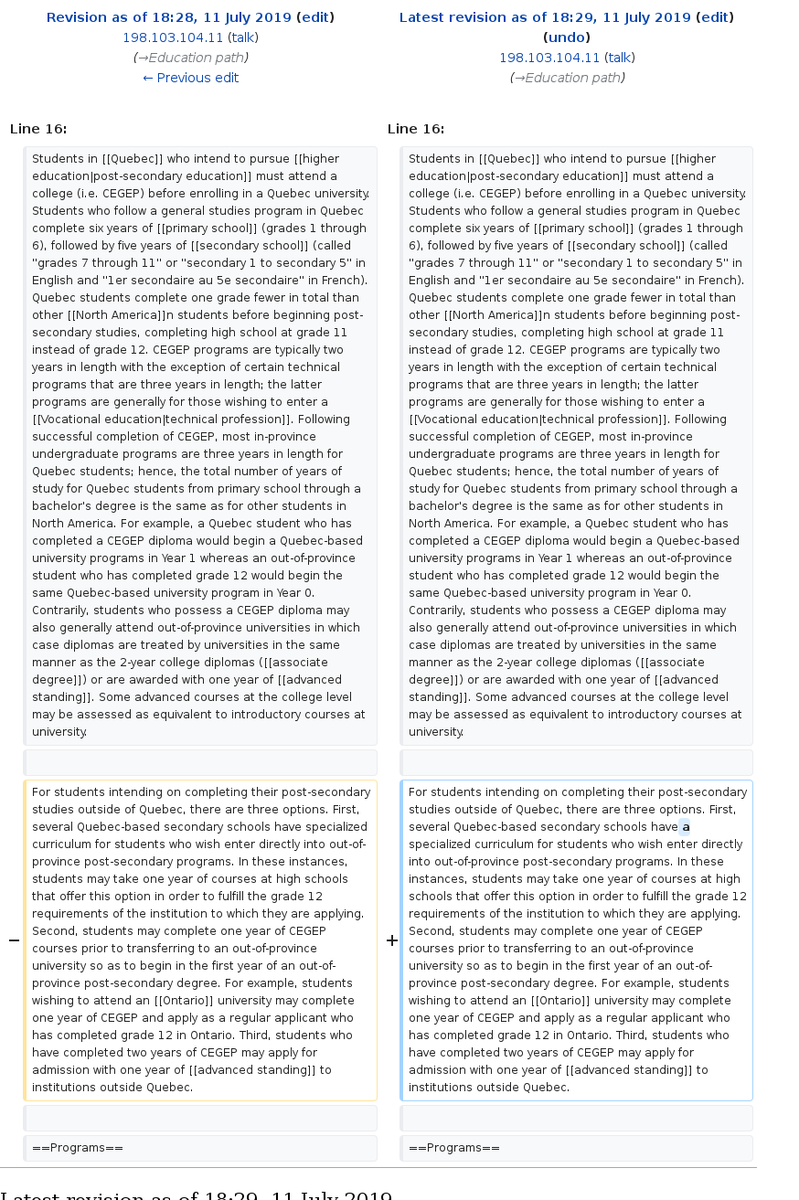 Revision as of 18:28, 11 July 2019 (edit)
198.103.104.11 (talk)
(→Education path)
← Previous edit
Latest revision as of 18:29, 11 July 2019 (edit)
(undo)
198.103.104.11 (talk)
(→Education path)
Line 16:
Students in [[Quebec]] who intend to pursue [[higher
education|post-secondary education]] must attend a
college (i.e. CEGEP) before enrolling in a Quebec university.
Students who follow a general studies program in Quebec
complete six years of [[primary school]] (grades 1 through
6), followed by five years of [[secondary school]] (called
"grades 7 through 11" or "secondary 1 to secondary 5" in
English and "1er secondaire au 5e secondaire" in French).
Quebec students complete one grade fewer in total than
other [[North America]]n students before beginning post-
secondary studies, completing high school at grade 11
instead of grade 12. CEGEP programs are typically two
years in length with the exception of certain technical
programs that are three years in length; the latter
programs are generally for those wishing to enter a
[[Vocational education|technical profession]]. Following
successful completion of CEGEP, most in-province
undergraduate programs are three years in length for
Quebec students; hence, the total number of years of
study for Quebec students from primary school through a
bachelor's degree is the same as for other students in
North America. For example, a Quebec student who has
completed a CEGEP diploma would begin a Quebec-based
university programs in Year 1 whereas an out-of-province
student who has completed grade 12 would begin the
same Quebec-based university program in Year 0.
Contrarily, students who possess a CEGEP diploma may
also generally attend out-of-province universities in which
case diplomas are treated by universities in the same
manner as the 2-year college diplomas ([[associate
degree]]) or are awarded with one year of [[advanced
standing]]. Some advanced courses at the college level
may be assessed as equivalent to introductory courses at
university.
Line 16:
Students in [[Quebec]] who intend to pursue [[higher
education|post-secondary education]] must attend a
college (i.e. CEGEP) before enrolling in a Quebec university.
Students who follow a general studies program in Quebec
complete six years of [[primary school]] (grades 1 through
6), followed by five years of [[secondary school]] (called
"grades 7 through 11" or "secondary 1 to secondary 5" in
English and "1er secondaire au 5e secondaire" in French).
Quebec students complete one grade fewer in total than
other [[North America]]n students before beginning post-
secondary studies, completing high school at grade 11
instead of grade 12. CEGEP programs are typically two
years in length with the exception of certain technical
programs that are three years in length; the latter
programs are generally for those wishing to enter a
[[Vocational education|technical profession]]. Following
successful completion of CEGEP, most in-province
undergraduate programs are three years in length for
Quebec students; hence, the total number of years of
study for Quebec students from primary school through a
bachelor's degree is the same as for other students in
North America. For example, a Quebec student who has
completed a CEGEP diploma would begin a Quebec-based
university programs in Year 1 whereas an out-of-province
student who has completed grade 12 would begin the
same Quebec-based university program in Year 0.
Contrarily, students who possess a CEGEP diploma may
also generally attend out-of-province universities in which
case diplomas are treated by universities in the same
manner as the 2-year college diplomas ([[associate
degree]]) or are awarded with one year of [[advanced
standing]]. Some advanced courses at the college level
may be assessed as equivalent to introductory courses at
university.
−
For students intending on completing their post-secondary
studies outside of Quebec, there are three options. First,
several Quebec-based secondary schools have specialized
curriculum for students who wish enter directly into out-of-
province post-secondary programs. In these instances,
students may take one year of courses at high schools
that offer this option in order to fulfill the grade 12
requirements of the institution to which they are applying.
Second, students may complete one year of CEGEP
courses prior to transferring to an out-of-province
university so as to begin in the first year of an out-of-
province post-secondary degree. For example, students
wishing to attend an [[Ontario]] university may complete
one year of CEGEP and apply as a regular applicant who
has completed grade 12 in Ontario. Third, students who
have completed two years of CEGEP may apply for
admission with one year of [[advanced standing]] to
institutions outside Quebec.
+
For students intending on completing their post-secondary
studies outside of Quebec, there are three options. First,
several Quebec-based secondary schools have a
specialized curriculum for students who wish enter directly
into out-of-province post-secondary programs. In these
instances, students may take one year of courses at high
schools that offer this option in order to fulfill the grade 12
requirements of the institution to which they are applying.
Second, students may complete one year of CEGEP
courses prior to transferring to an out-of-province
university so as to begin in the first year of an out-of-
province post-secondary degree. For example, students
wishing to attend an [[Ontario]] university may complete
one year of CEGEP and apply as a regular applicant who
has completed grade 12 in Ontario. Third, students who
have completed two years of CEGEP may apply for
admission with one year of [[advanced standing]] to
institutions outside Quebec.
==Programs==
==Programs==
Latest revision as of 18:29, 11 July 2019